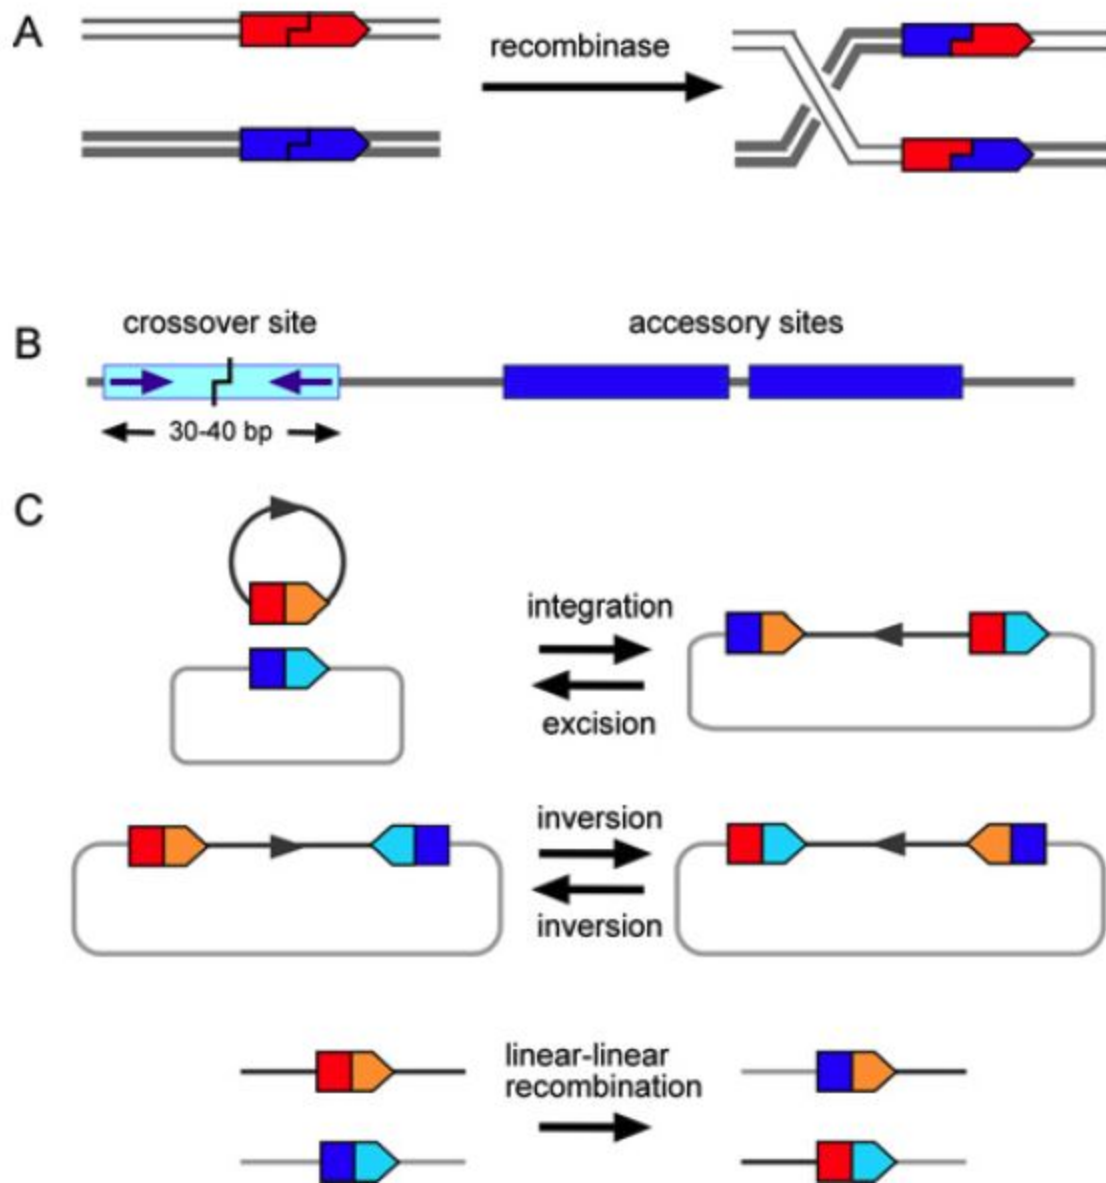 A
recombinase
B
crossover site
accessory sites
30-40 bp
C
integration
excision
inversion
inversion
linear-linear
recombination